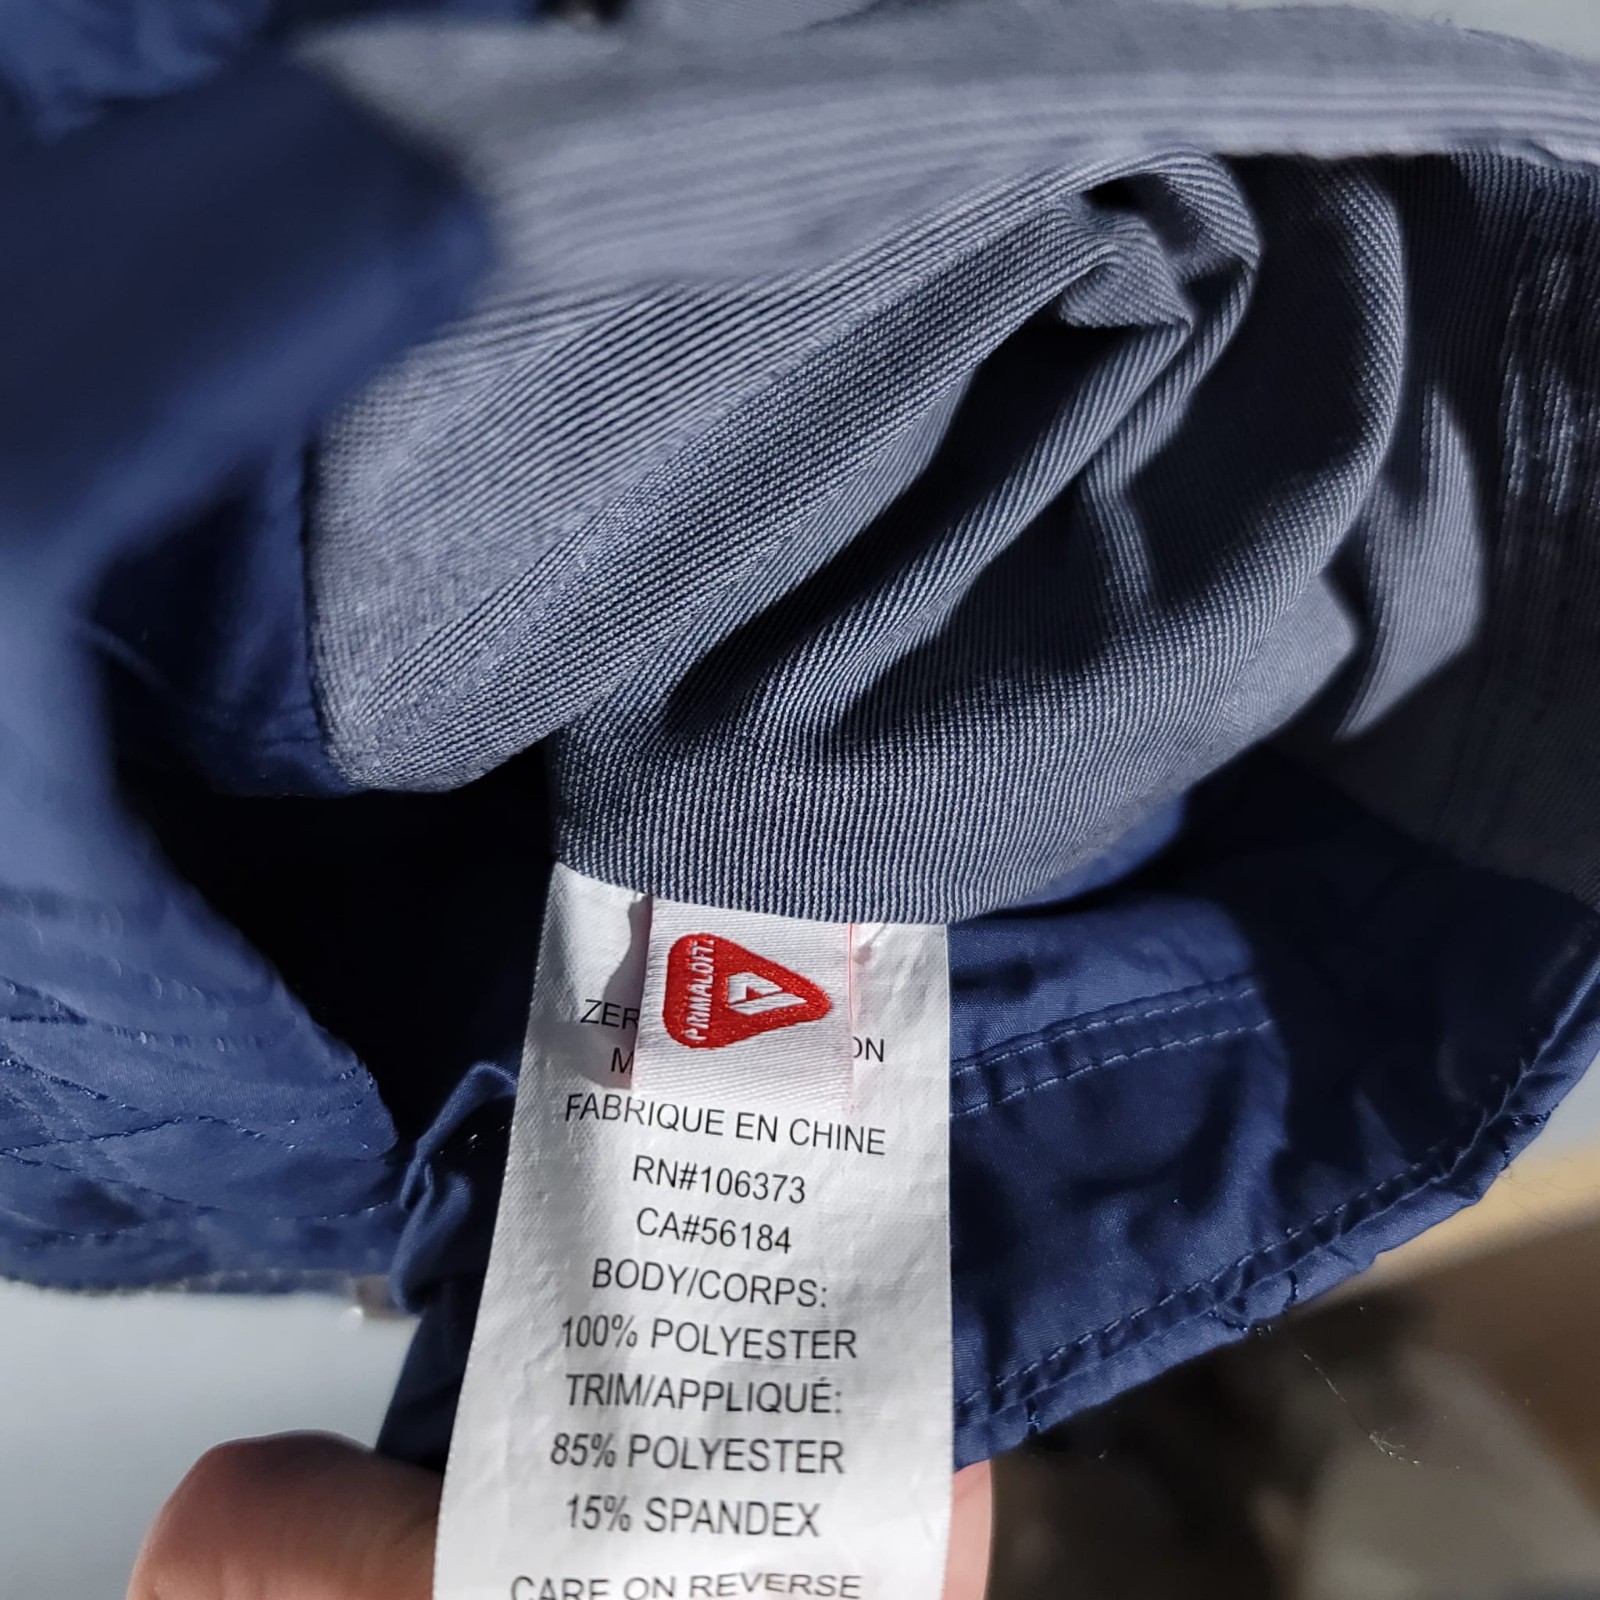 PRIMALOFT
FABRIQUE EN CHINE
RN#106373
CA#56184
BODY/CORPS:
100% POLYESTER
TRIM/APPLIQUÉ:
85% POLYESTER
15% SPANDEX
CARE ON REVERSE